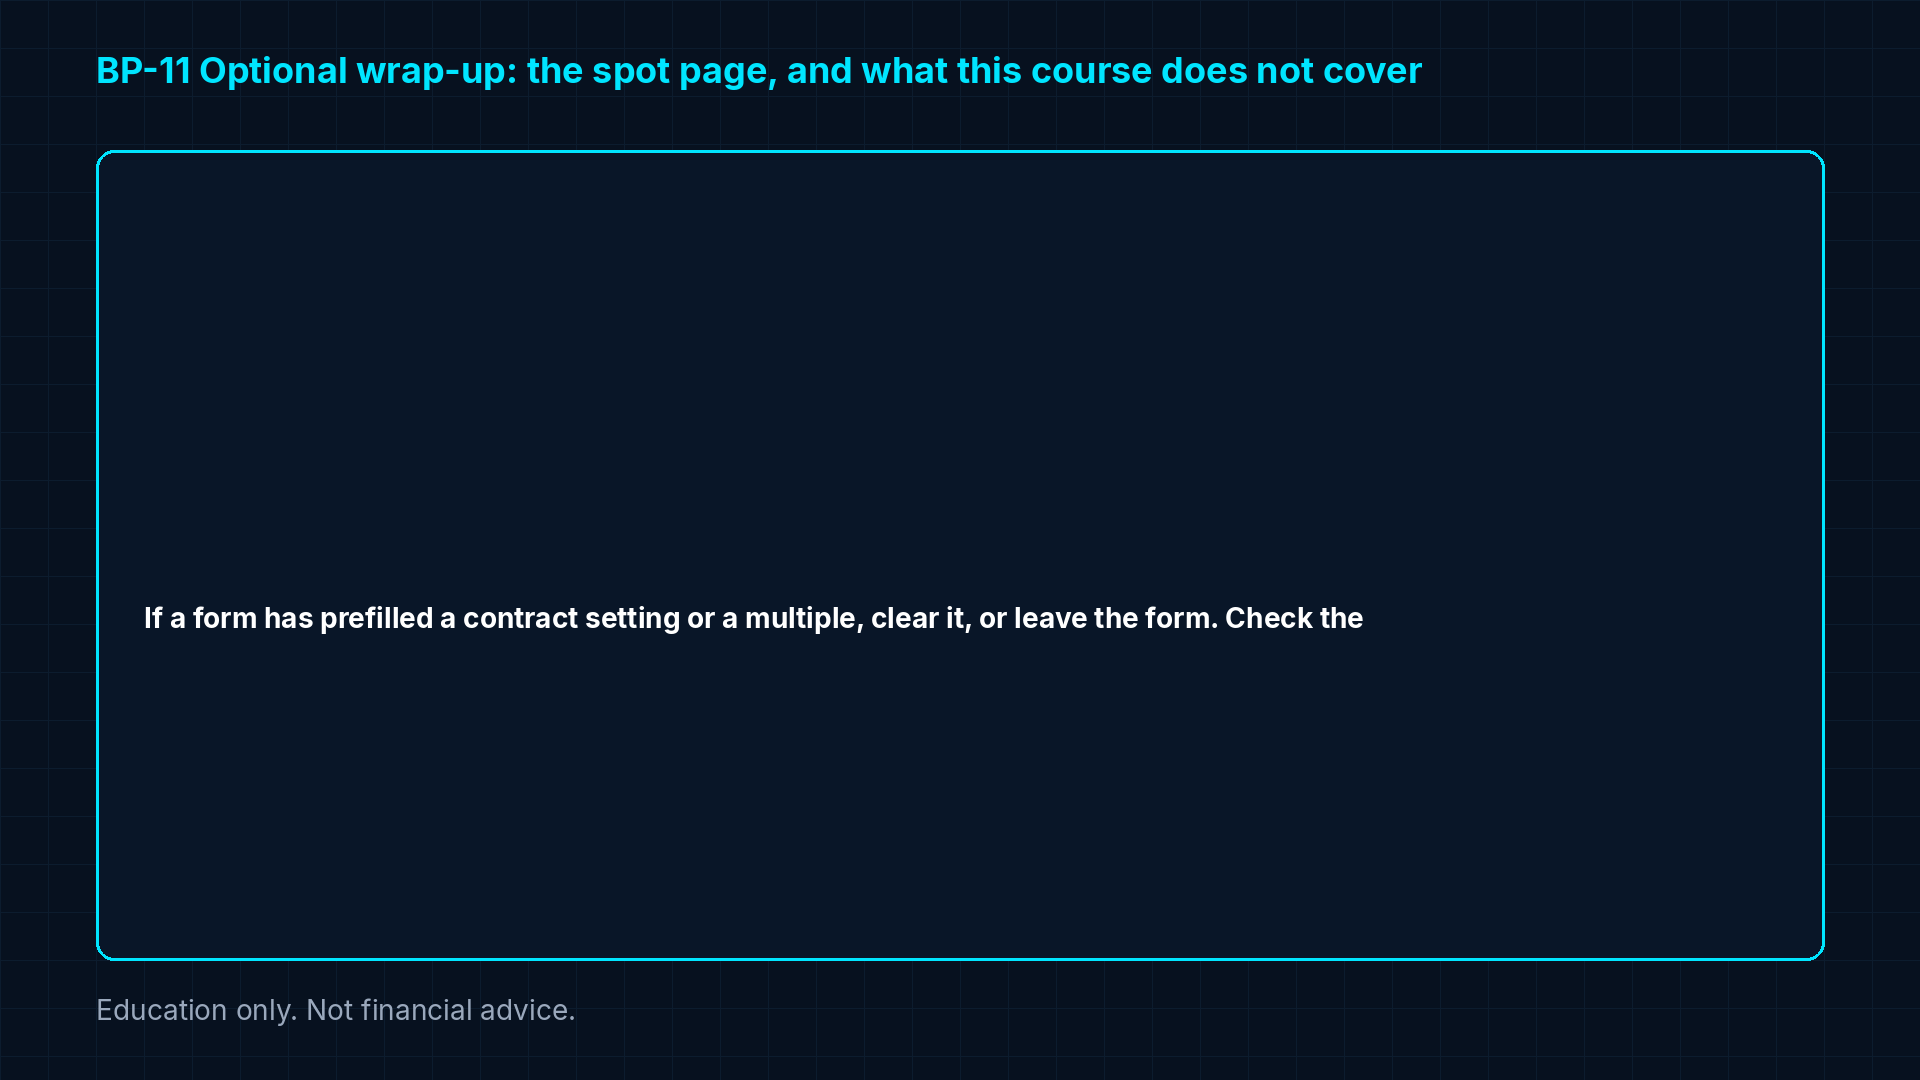 BP-11 Optional wrap-up: the spot page, and what this course does not cover
If a form has prefilled a contract setting or a multiple, clear it, or leave the form. Check the
Education only. Not financial advice.